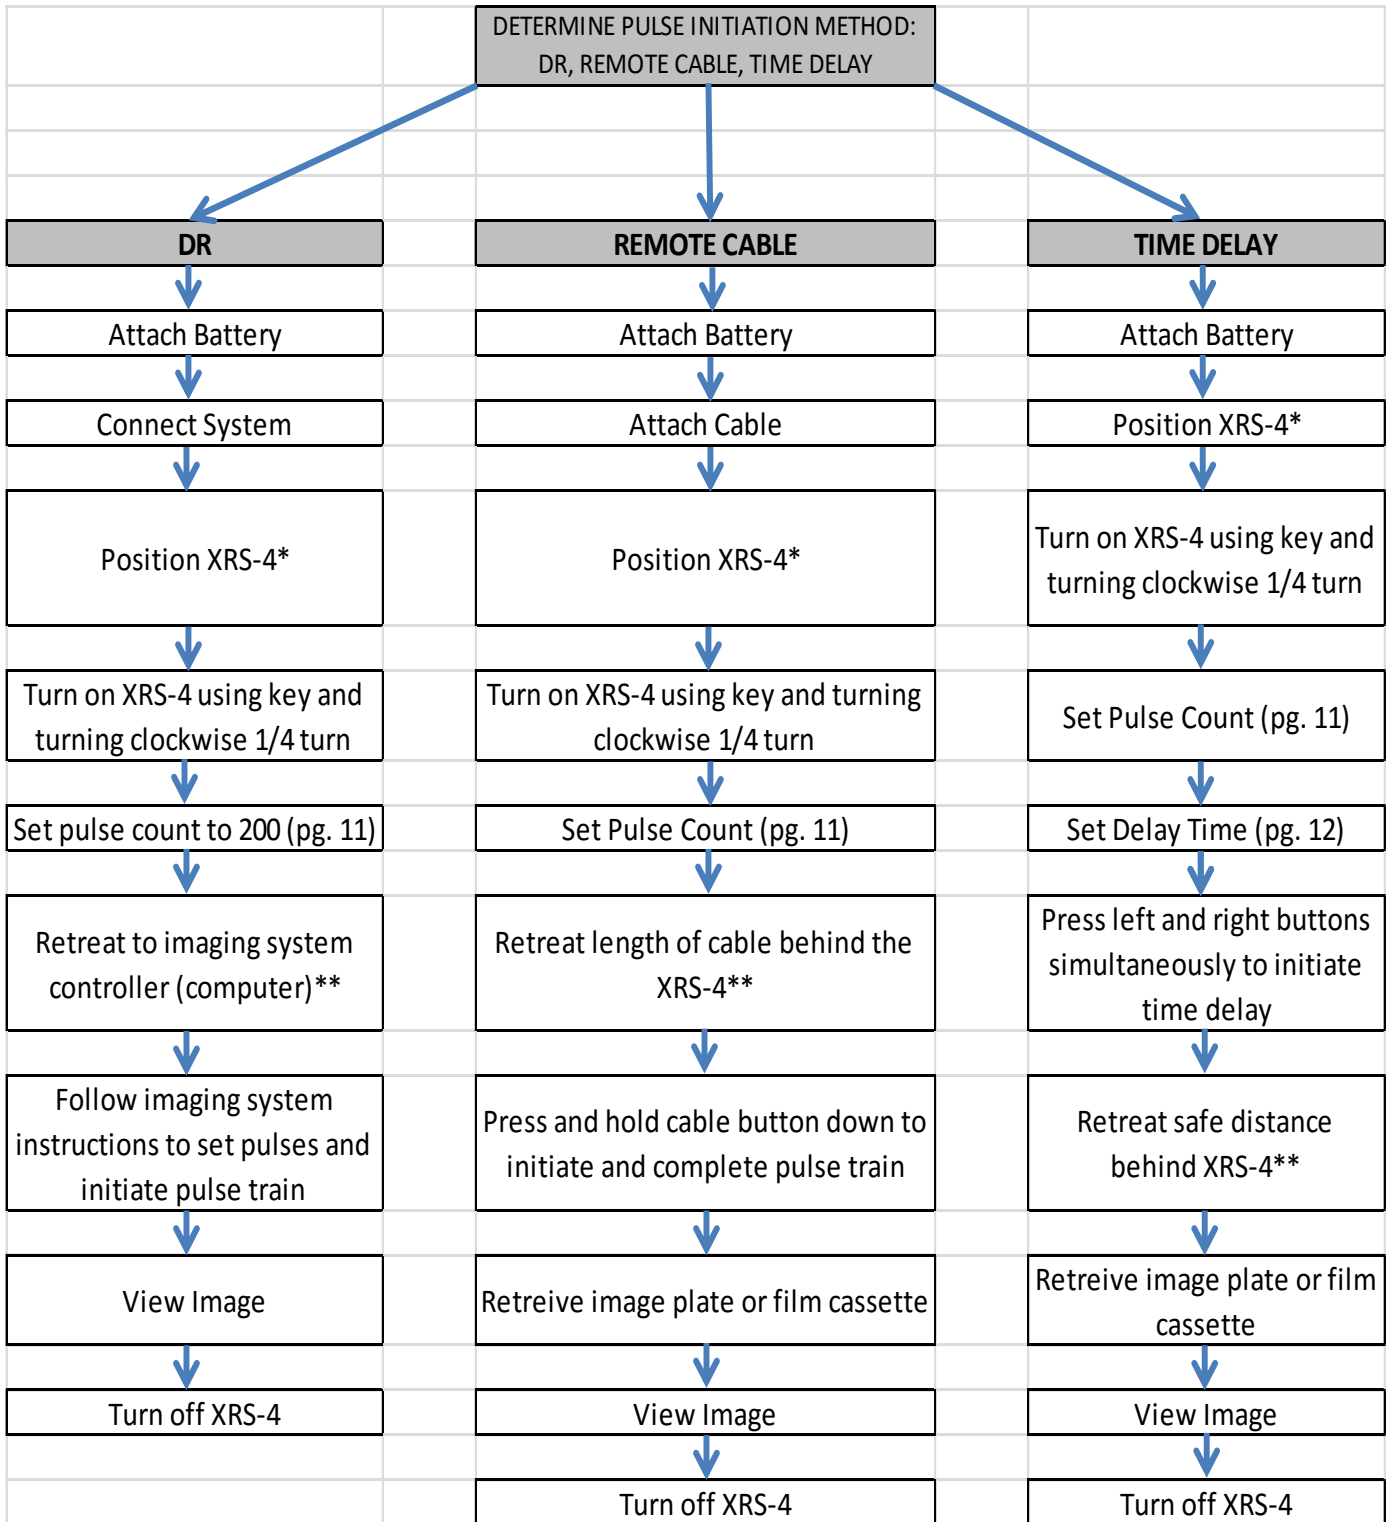 DETERMINE PULSE INITIATION METHOD:
DR, REMOTE CABLE, TIME DELAY
DR
Attach Battery
Connect System
Position XRS-4*
Turn on XRS-4 using key and
turning clockwise 1/4 turn
Set pulse count to 200 (pg. 11)
Retreat to imaging system
controller (computer)**
Follow imaging system
instructions to set pulses and
initiate pulse train
View Image
Turn off XRS-4
REMOTE CABLE
Attach Battery
Attach Cable
Position XRS-4*
Turn on XRS-4 using key and turning
clockwise 1/4 turn
Set Pulse Count (pg. 11)
Retreat length of cable behind the
XRS-4**
Press and hold cable button down to
initiate and complete pulse train
Retreive image plate or film cassette
View Image
Turn off XRS-4
TIME DELAY
Attach Battery
Position XRS-4*
Turn on XRS-4 using key and
turning clockwise 1/4 turn
Set Pulse Count (pg. 11)
Set Delay Time (pg. 12)
Press left and right buttons
simultaneously to initiate
time delay
Retreat safe distance
behind XRS-4**
Retreive image plate or film
cassette
View Image
Turn off XRS-4